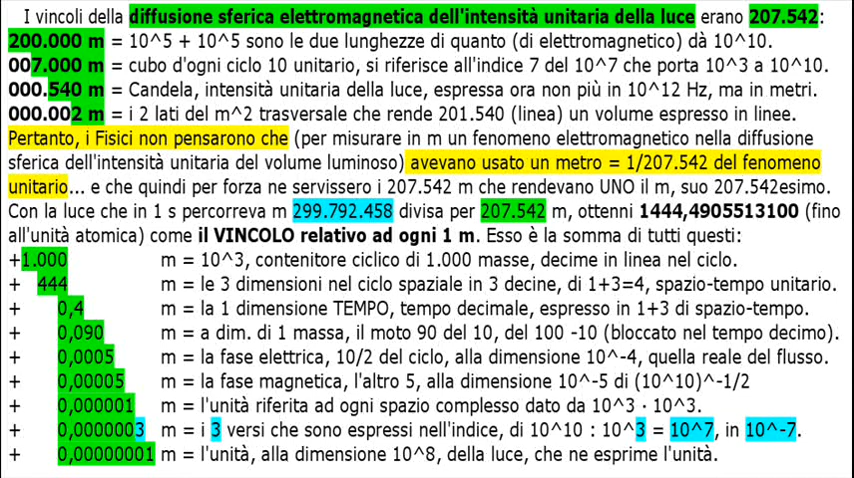 I vincoli della diffusione sferica elettromagnetica dell'intensità unitaria della luce erano 207.542:
200.000 m = 10^5 + 10^5 sono le due lunghezze di quanto (di elettromagnetico) dà 10^10.
007.000 m = cubo d'ogni ciclo 10 unitario, si riferisce all'indice 7 del 10^7 che porta 10^3 a 10^10.
000.540 m = Candela, intensità unitaria della luce, espressa ora non più in 10^12 Hz, ma in metri.
000.002 m = i 2 lati del m^2 trasversale che rende 201.540 (linea) un volume espresso in linee.
Pertanto, i Fisici non pensarono che (per misurare in m un fenomeno elettromagnetico nella diffusione
sferica dell'intensità unitaria del volume luminoso) avevano usato un metro = 1/207.542 del fenomeno
unitario... e che quindi per forza ne servissero i 207.542 m che rendevano UNO il m, suo 207.542esimo.
Con la luce che in 1 s percorreva m 299.792.458 divisa per 207.542 m, ottenni 1444,4905513100 (fino
all'unità atomica) come il VINCOLO relativo ad ogni 1 m. Esso è la somma di tutti questi:
+1.000 m = 10^3, contenitore ciclico di 1.000 masse, decime in linea nel ciclo.
+ 444 m = le 3 dimensioni nel ciclo spaziale in 3 decine, di 1+3=4, spazio-tempo unitario.
+ 0,4 m = la 1 dimensione TEMPO, tempo decimale, espresso in 1+3 di spazio-tempo.
+ 0,090 m = a dim. di 1 massa, il moto 90 del 10, del 100 -10 (bloccato nel tempo decimo).
+ 0,0005 m = la fase elettrica, 10/2 del ciclo, alla dimensione 10^-4, quella reale del flusso.
+ 0,00005 m = la fase magnetica, l'altro 5, alla dimensione 10^-5 di (10^10)^-1/2
+ 0,000001 m = l'unità riferita ad ogni spazio complesso dato da 10^3 · 10^3.
+ 0,0000003 m = i 3 versi che sono espressi nell'indice, di 10^10 : 10^3 = 10^7, in 10^-7.
+ 0,00000001 m = l'unità, alla dimensione 10^8, della luce, che ne esprime l'unità.